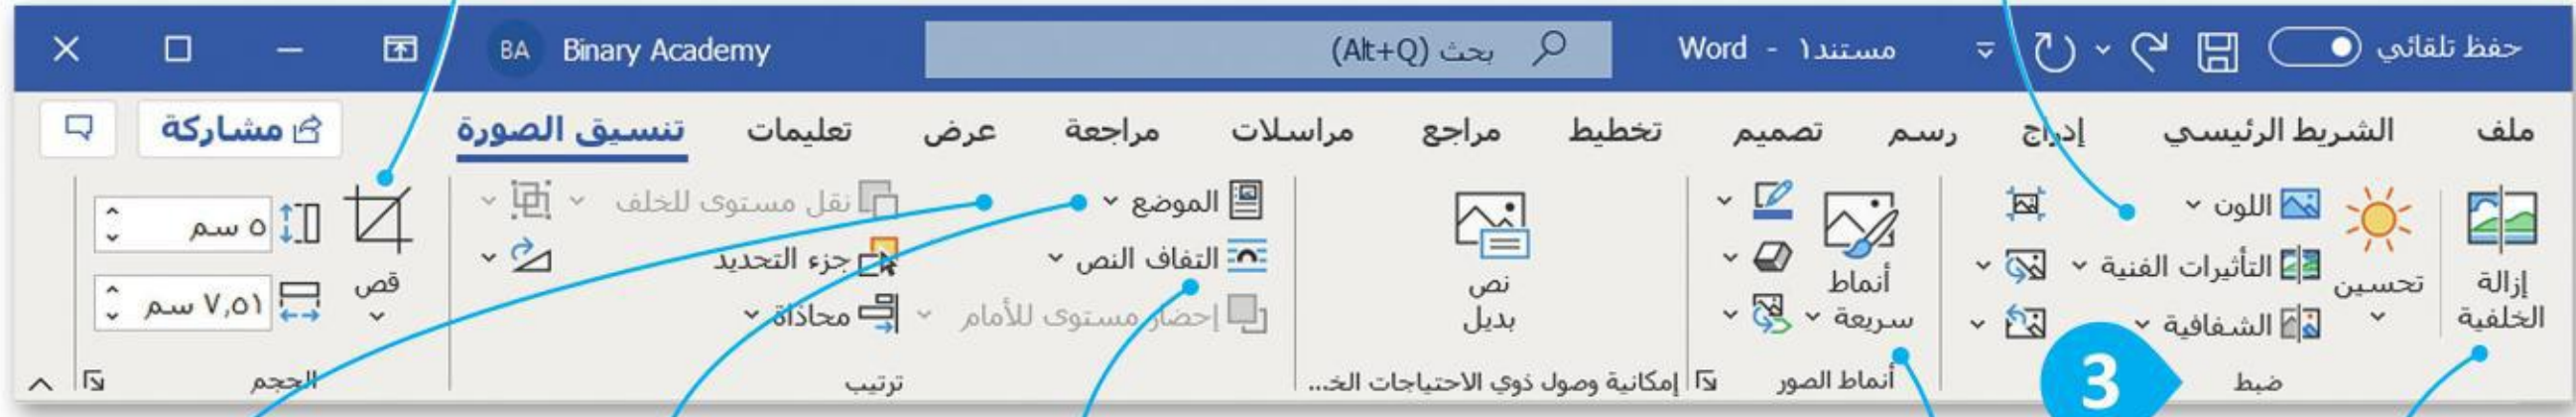 حفظ تلقائي
مستند١ - Word
بحث (Alt+Q)
Binary Academy
BA
ملف
الشريط الرئيسي
إدراج
رسم
تصميم
تخطيط
مراجع
مراسلات
مراجعة
عرض
تعليمات
تنسيق الصورة
مشاركة
إزالة
الخلفية
تحسين
اللون
التأثيرات الفنية
الشفافية
ضبط
3
أنماط
سريعة
أنماط الصور
نص
بديل
إمكانية وصول ذوي الاحتياجات الخ...
الموضع
التفاف النص
إحضار مستوى للأمام
نقل مستوى للخلف
جزء التحديد
محاذاة
ترتيب
قص
٥ سم
٧,٥١ سم
الحجم